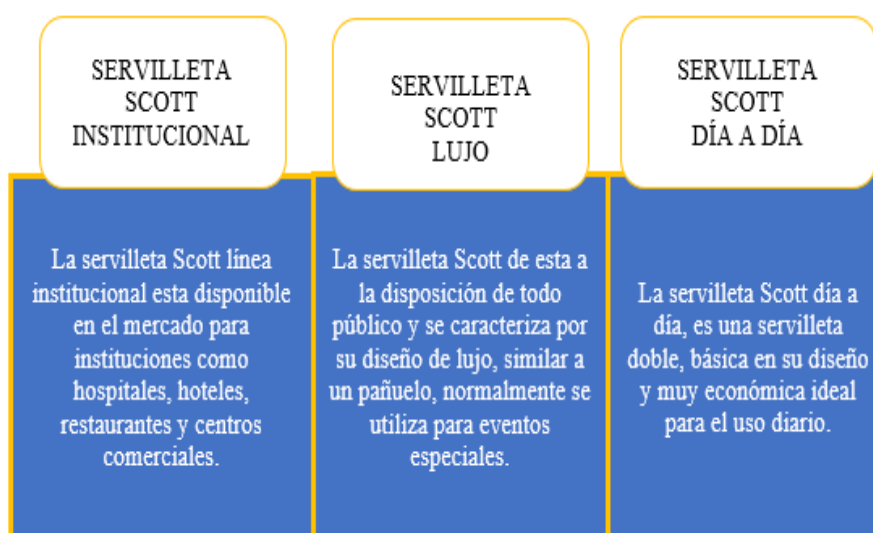 SERVILLETA
SCOTT
INSTITUCIONAL
La servilleta Scott línea
institucional esta disponible
en el mercado para
instituciones como
hospitales, hoteles,
restaurantes y centros
comerciales.
SERVILLETA
SCOTT
LUJO
La servilleta Scott de esta a
la disposición de todo
público y se caracteriza por
su diseño de lujo, similar a
un pañuelo, normalmente se
utiliza para eventos
especiales.
SERVILLETA
SCOTT
DÍA A DÍA
La servilleta Scott día a
día, es una servilleta
doble, básica en su diseño
y muy económica ideal
para el uso diario.